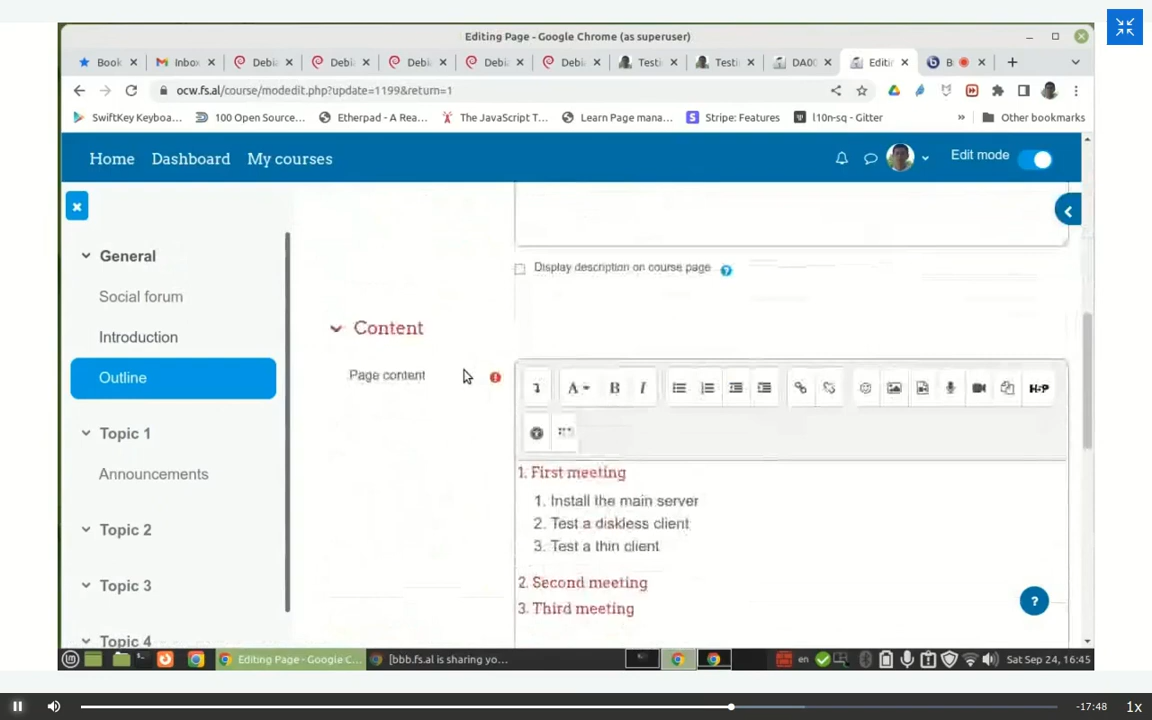 Editing Page - Google Chrome (as superuser)
Book
Inbox
Debia
Debi
Debi
Debi
Debi
Testi
Testi
DA00
Editin
B
ocw.fs.al/course/modedit.php?update=1199&return=1
SwiftKey Keyboa...
100 Open Source...
Etherpad - A Rea...
The JavaScript T...
Learn Page mana...
Stripe: Features
l10n-sq - Gitter
»
Other bookmarks
Home
Dashboard
My courses
Edit mode
General
Social forum
Introduction
Outline
Topic 1
Announcements
Topic 2
Topic 3
Topic 4
Display description on course page
Content
Page content
A
B
I
H-P
1. First meeting
1. Install the main server
2. Test a diskless client
3. Test a thin client
2. Second meeting
3. Third meeting
?
Editing Page - Google C...
[bbb.fs.al is sharing yo...
en
Sat Sep 24, 16:45
-17:48
1x